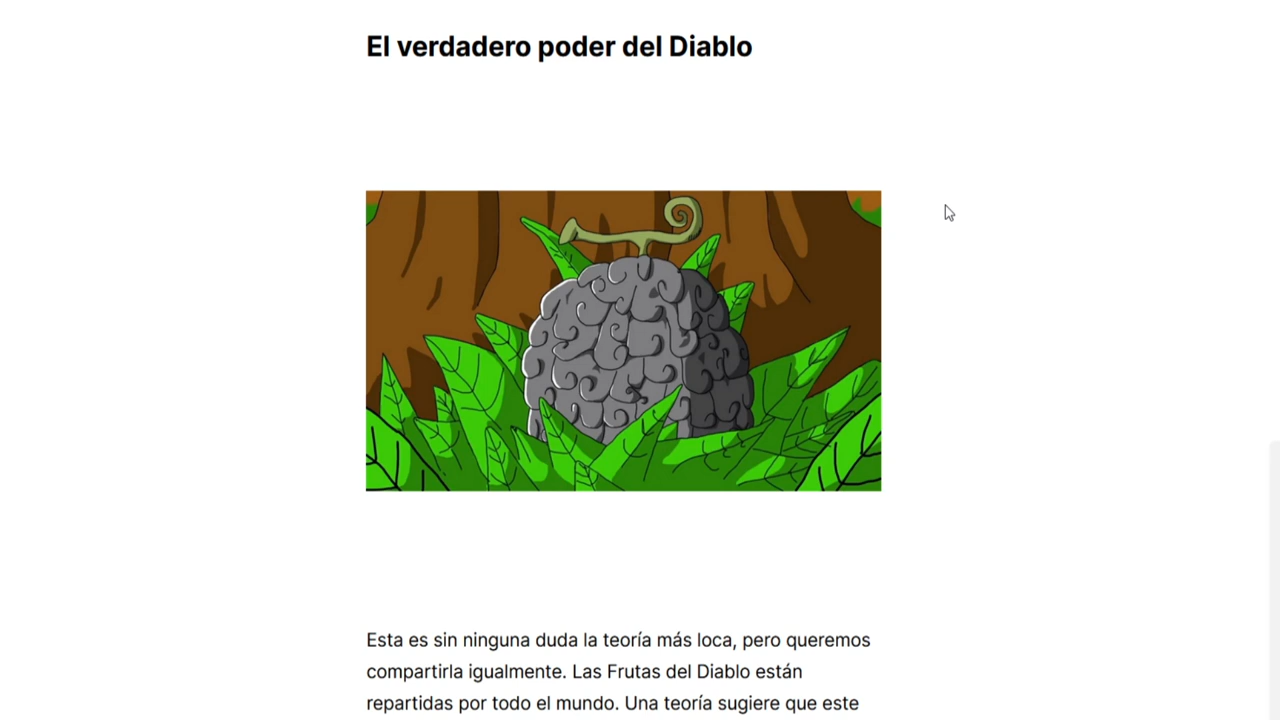 El verdadero poder del Diablo
Esta es sin ninguna duda la teoría más loca, pero queremos
compartirla igualmente. Las Frutas del Diablo están
repartidas por todo el mundo. Una teoría sugiere que este